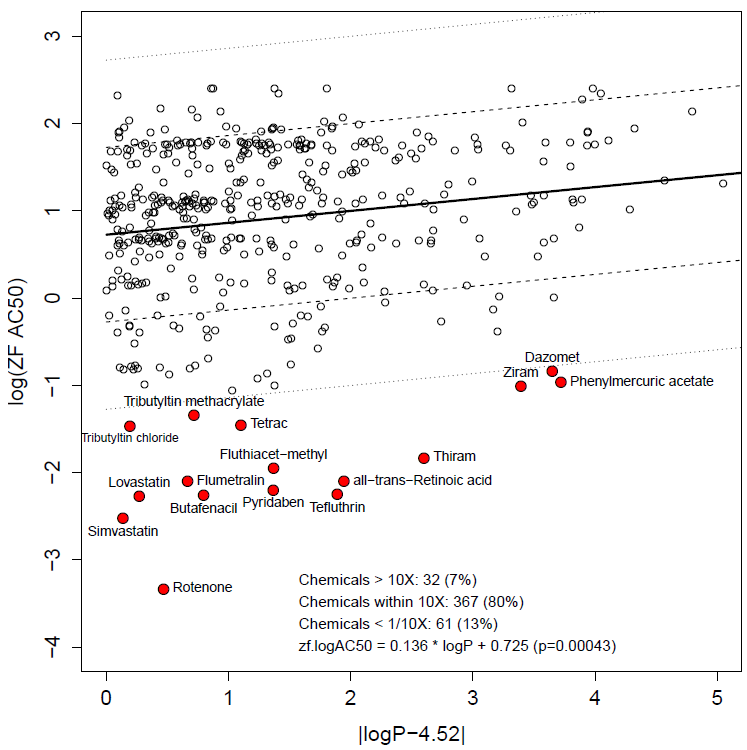 3
2
1
0
−1
−2
−3
−4
log(ZF AC50)
Dazomet
Ziram
Phenylmercuric acetate
Tributyltin methacrylate
Tetrac
Tributyltin chloride
Fluthiacet−methyl
Thiram
Lovastatin
Flumetralin
all−trans−Retinoic acid
Butafenacil
Pyridaben
Tefluthrin
Simvastatin
Rotenone
Chemicals > 10X: 32 (7%)
Chemicals within 10X: 367 (80%)
Chemicals < 1/10X: 61 (13%)
zf.logAC50 = 0.136 * logP + 0.725 (p=0.00043)
0 1 2 3 4 5
|logP−4.52|